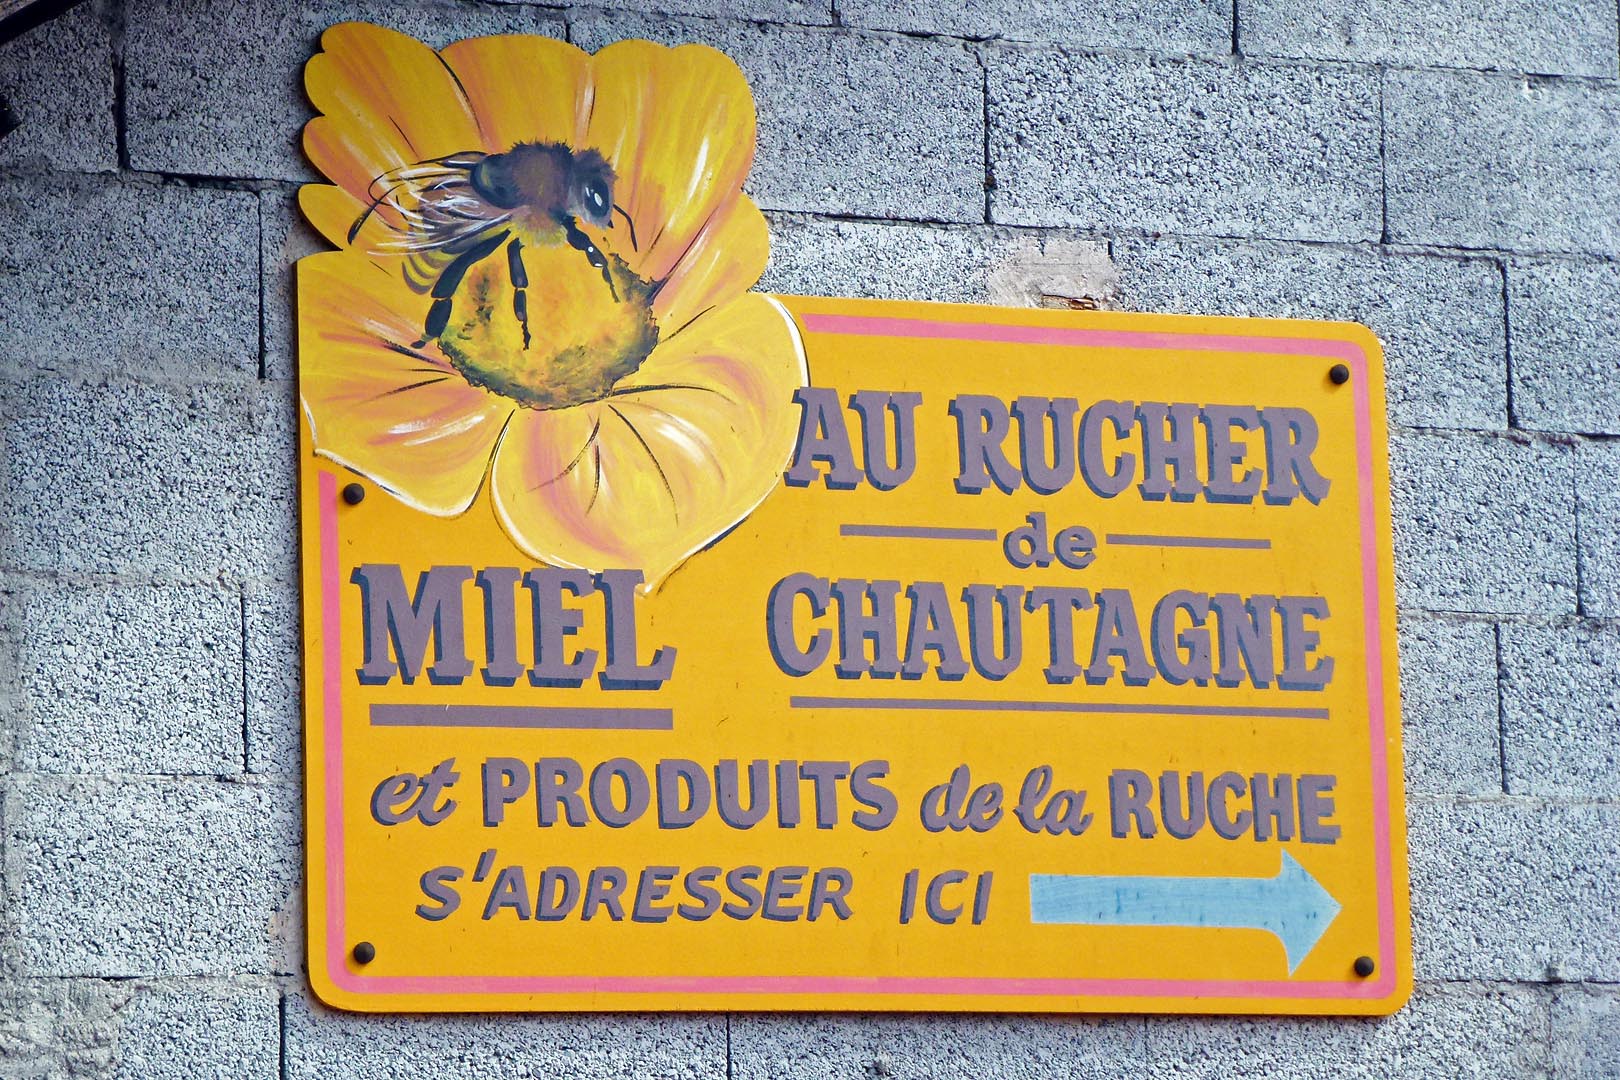 AU RUCHER
de
CHAUTAGNE
MIEL
et PRODUITS de la RUCHE
S'ADRESSER ICI